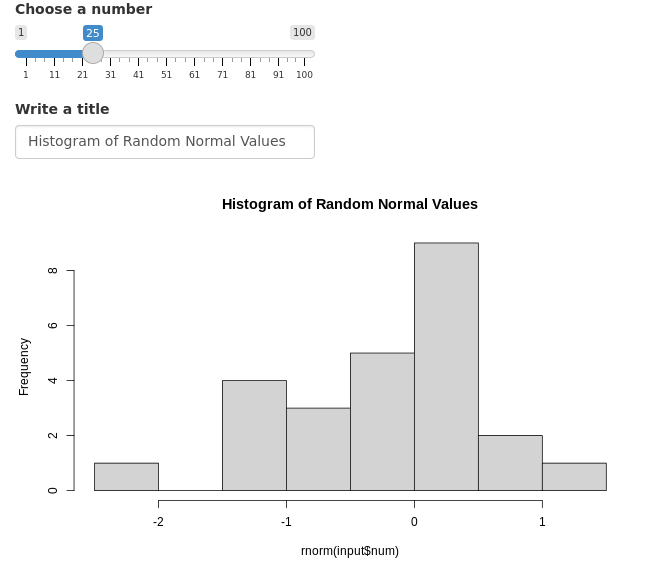 Choose a number
1 25 100
1 11 21 31 41 51 61 71 81 91 100
Write a title
Histogram of Random Normal Values
Histogram of Random Normal Values
8
6
4
2
0
Frequency
-2 -1 0 1
rnorm(input$num)